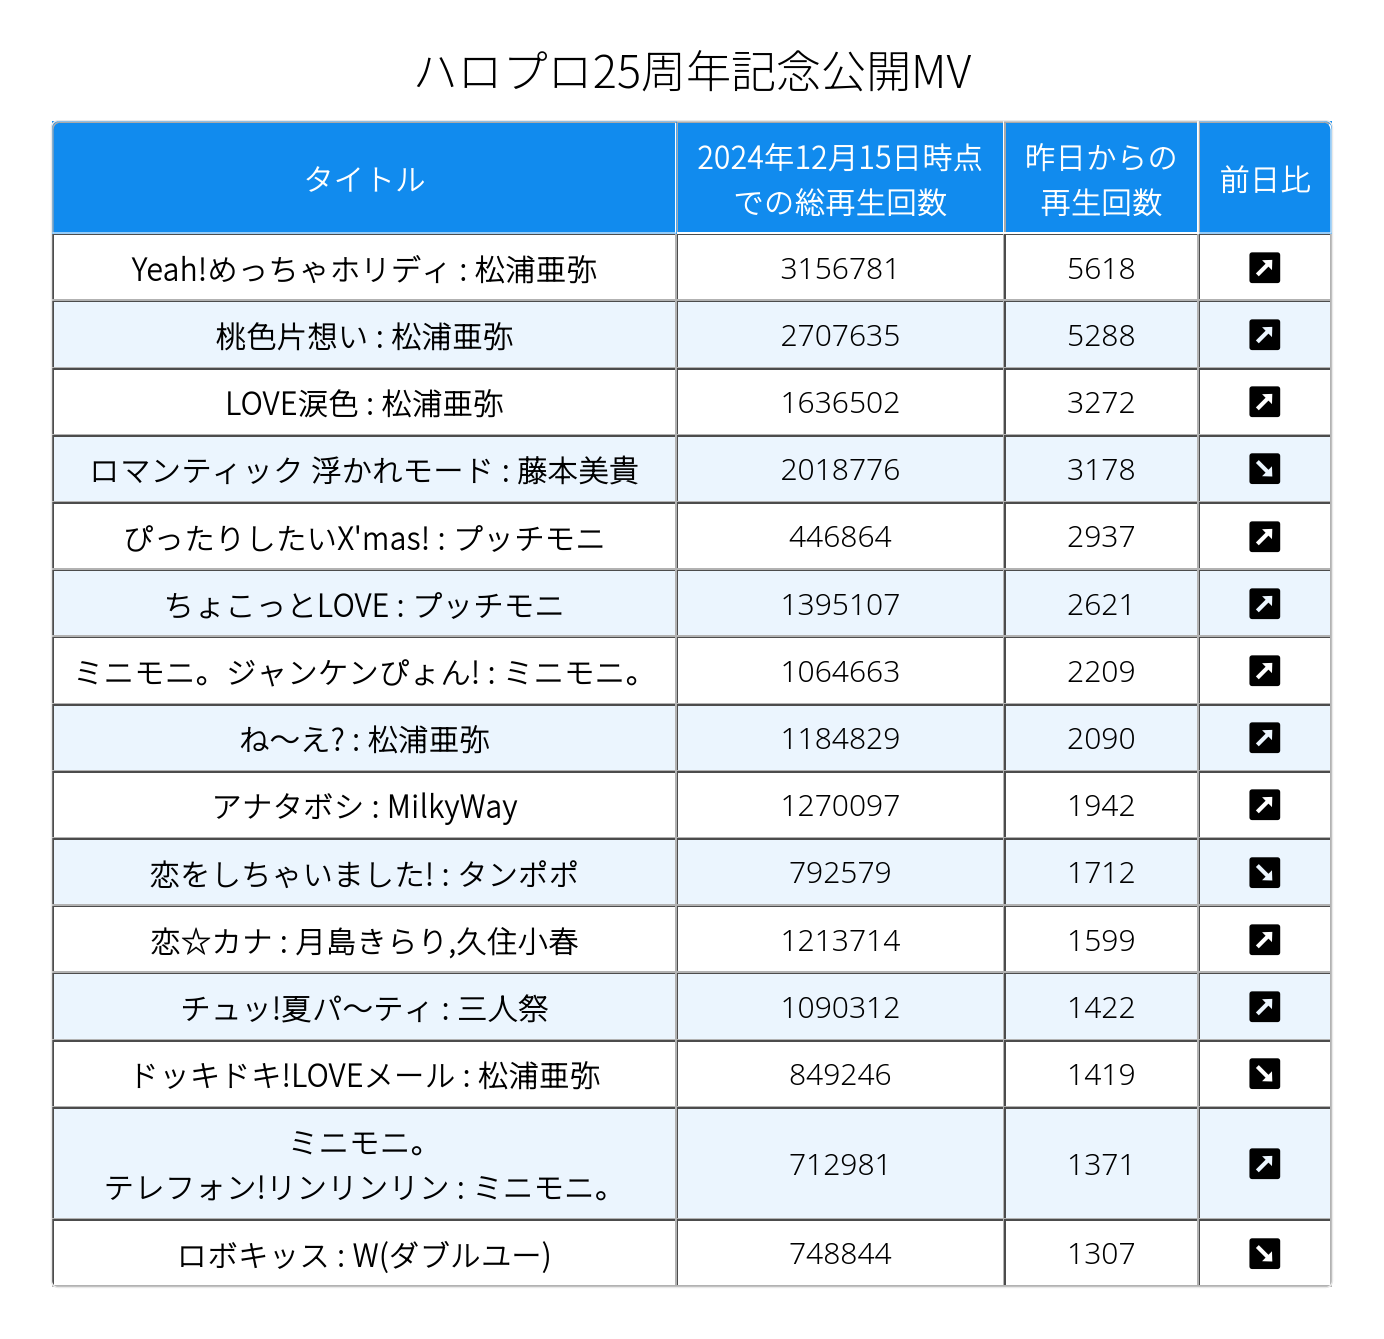 ハロプロ25周年記念公開MV
タイトル
2024年12月15日時点
での総再生回数
昨日からの
再生回数
前日比
Yeah!めっちゃホリディ : 松浦亜弥 3156781 5618 ↗
桃色片想い : 松浦亜弥 2707635 5288 ↗
LOVE涙色 : 松浦亜弥 1636502 3272 ↗
ロマンティック 浮かれモード : 藤本美貴 2018776 3178 ↘
ぴったりしたいX'mas! : プッチモニ 446864 2937 ↗
ちょこっとLOVE : プッチモニ 1395107 2621 ↗
ミニモニ。ジャンケンぴょん! : ミニモニ。 1064663 2209 ↗
ね〜え? : 松浦亜弥 1184829 2090 ↗
アナタボシ : MilkyWay 1270097 1942 ↗
恋をしちゃいました! : タンポポ 792579 1712 ↘
恋☆カナ : 月島きらり,久住小春 1213714 1599 ↗
チュッ!夏パ〜ティ : 三人祭 1090312 1422 ↗
ドッキドキ!LOVEメール : 松浦亜弥 849246 1419 ↘
ミニモニ。
テレフォン!リンリンリン : ミニモニ。 712981 1371 ↗
ロボキッス : W(ダブルユー) 748844 1307 ↘